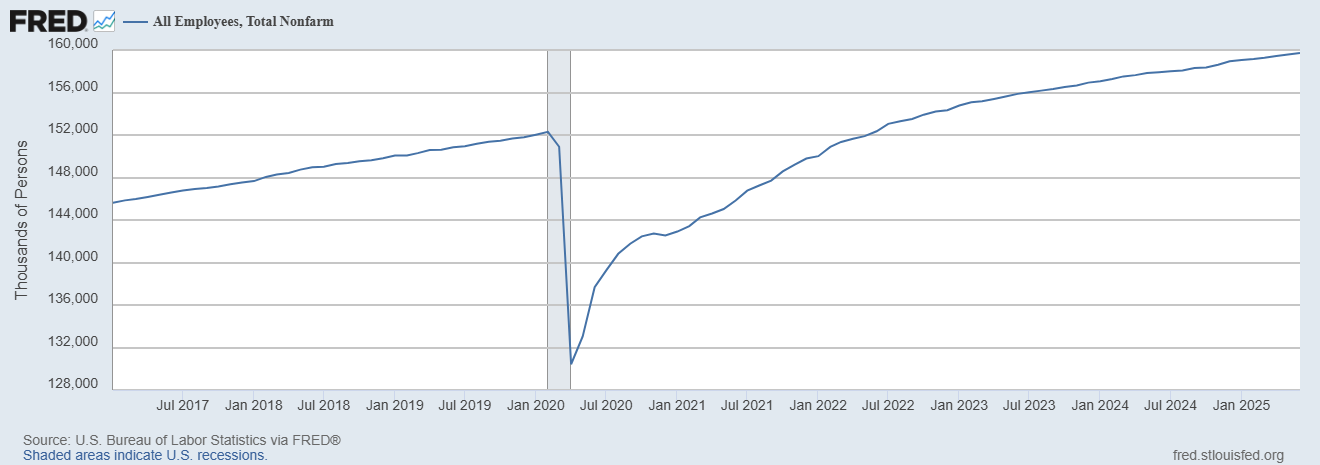 FRED All Employees, Total Nonfarm
160,000
156,000
152,000
148,000
144,000
140,000
136,000
132,000
128,000
Thousands of Persons
Jul 2017 Jan 2018 Jul 2018 Jan 2019 Jul 2019 Jan 2020 Jul 2020 Jan 2021 Jul 2021 Jan 2022 Jul 2022 Jan 2023 Jul 2023 Jan 2024 Jul 2024 Jan 2025
Source: U.S. Bureau of Labor Statistics via FRED®
Shaded areas indicate U.S. recessions.
fred.stlouisfed.org